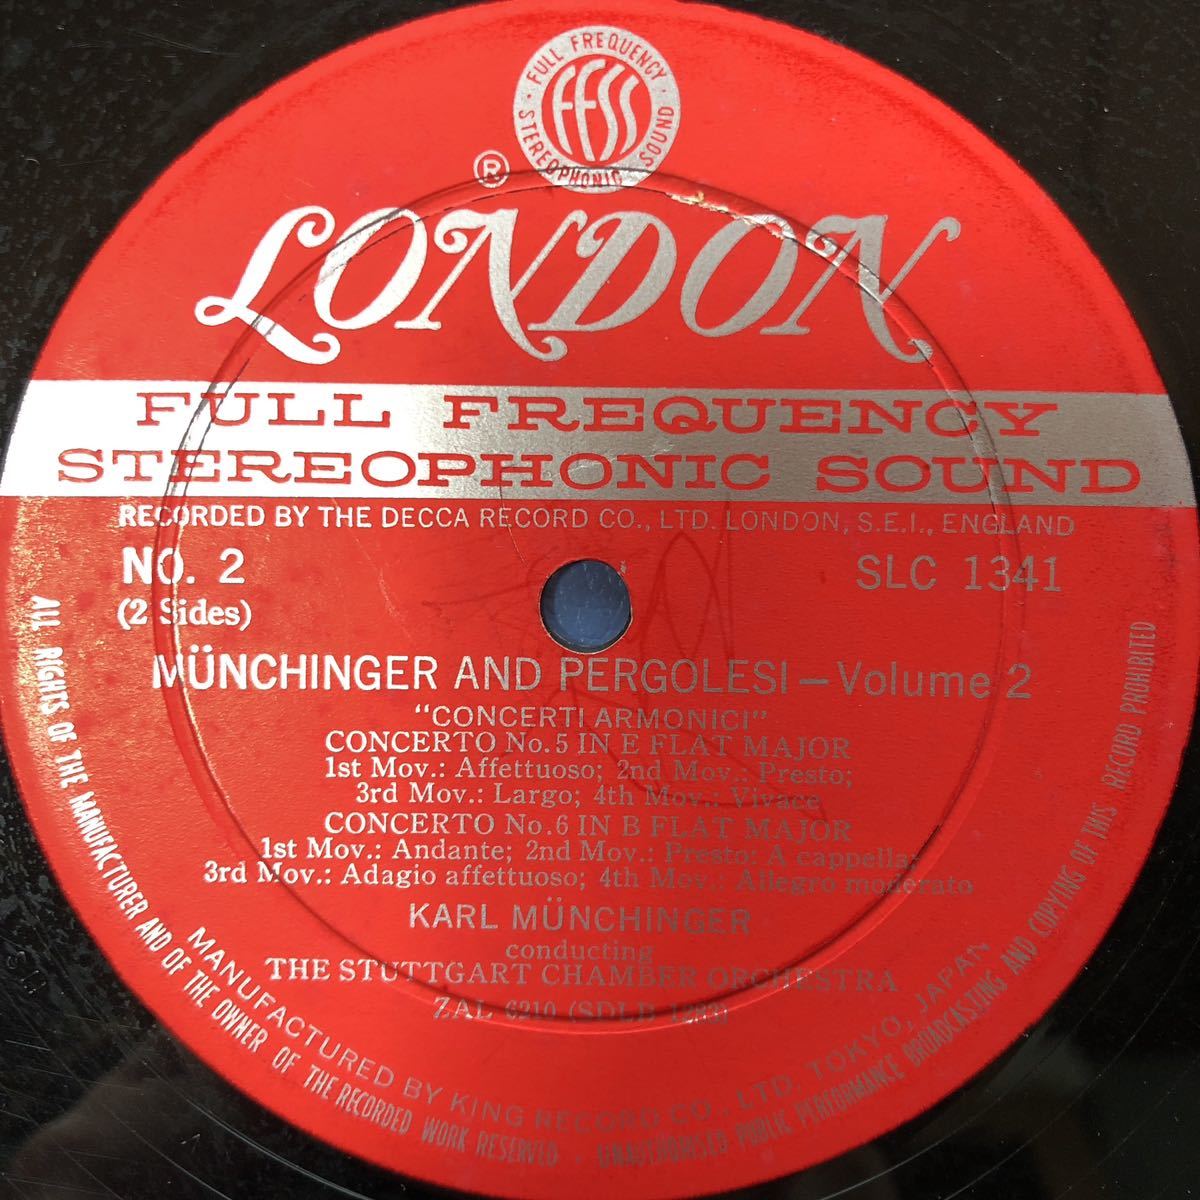 · FULL FREQUENCY ·
STEREOPHONIC SOUND
FFSS
®
LONDON
FULL FREQUENCY
STEREOPHONIC SOUND
RECORDED BY THE DECCA RECORD CO., LTD. LONDON, S.E.I., ENGLAND
NO. 2
(2 Sides)
SLC 1341
MÜNCHINGER AND PERGOLESI — Volume 2
"CONCERTI ARMONICI"
CONCERTO No. 5 IN E FLAT MAJOR
1st Mov.: Affettuoso; 2nd Mov.: Presto;
3rd Mov.: Largo; 4th Mov.: Vivace
CONCERTO No. 6 IN B FLAT MAJOR
1st Mov.: Andante; 2nd Mov.: Presto: A cappella;
3rd Mov.: Adagio affettuoso; 4th Mov.: Allegro moderato
KARL MÜNCHINGER
conducting
THE STUTTGART CHAMBER ORCHESTRA
ZAL 6210
MANUFACTURED BY KING RECORD CO., LTD. TOKYO, JAPAN
ALL RIGHTS OF THE MANUFACTURER AND OF THE OWNER OF THE RECORDED WORK RESERVED · UNAUTHORISED PUBLIC PERFORMANCE BROADCASTING AND COPYING OF THIS RECORD PROHIBITED